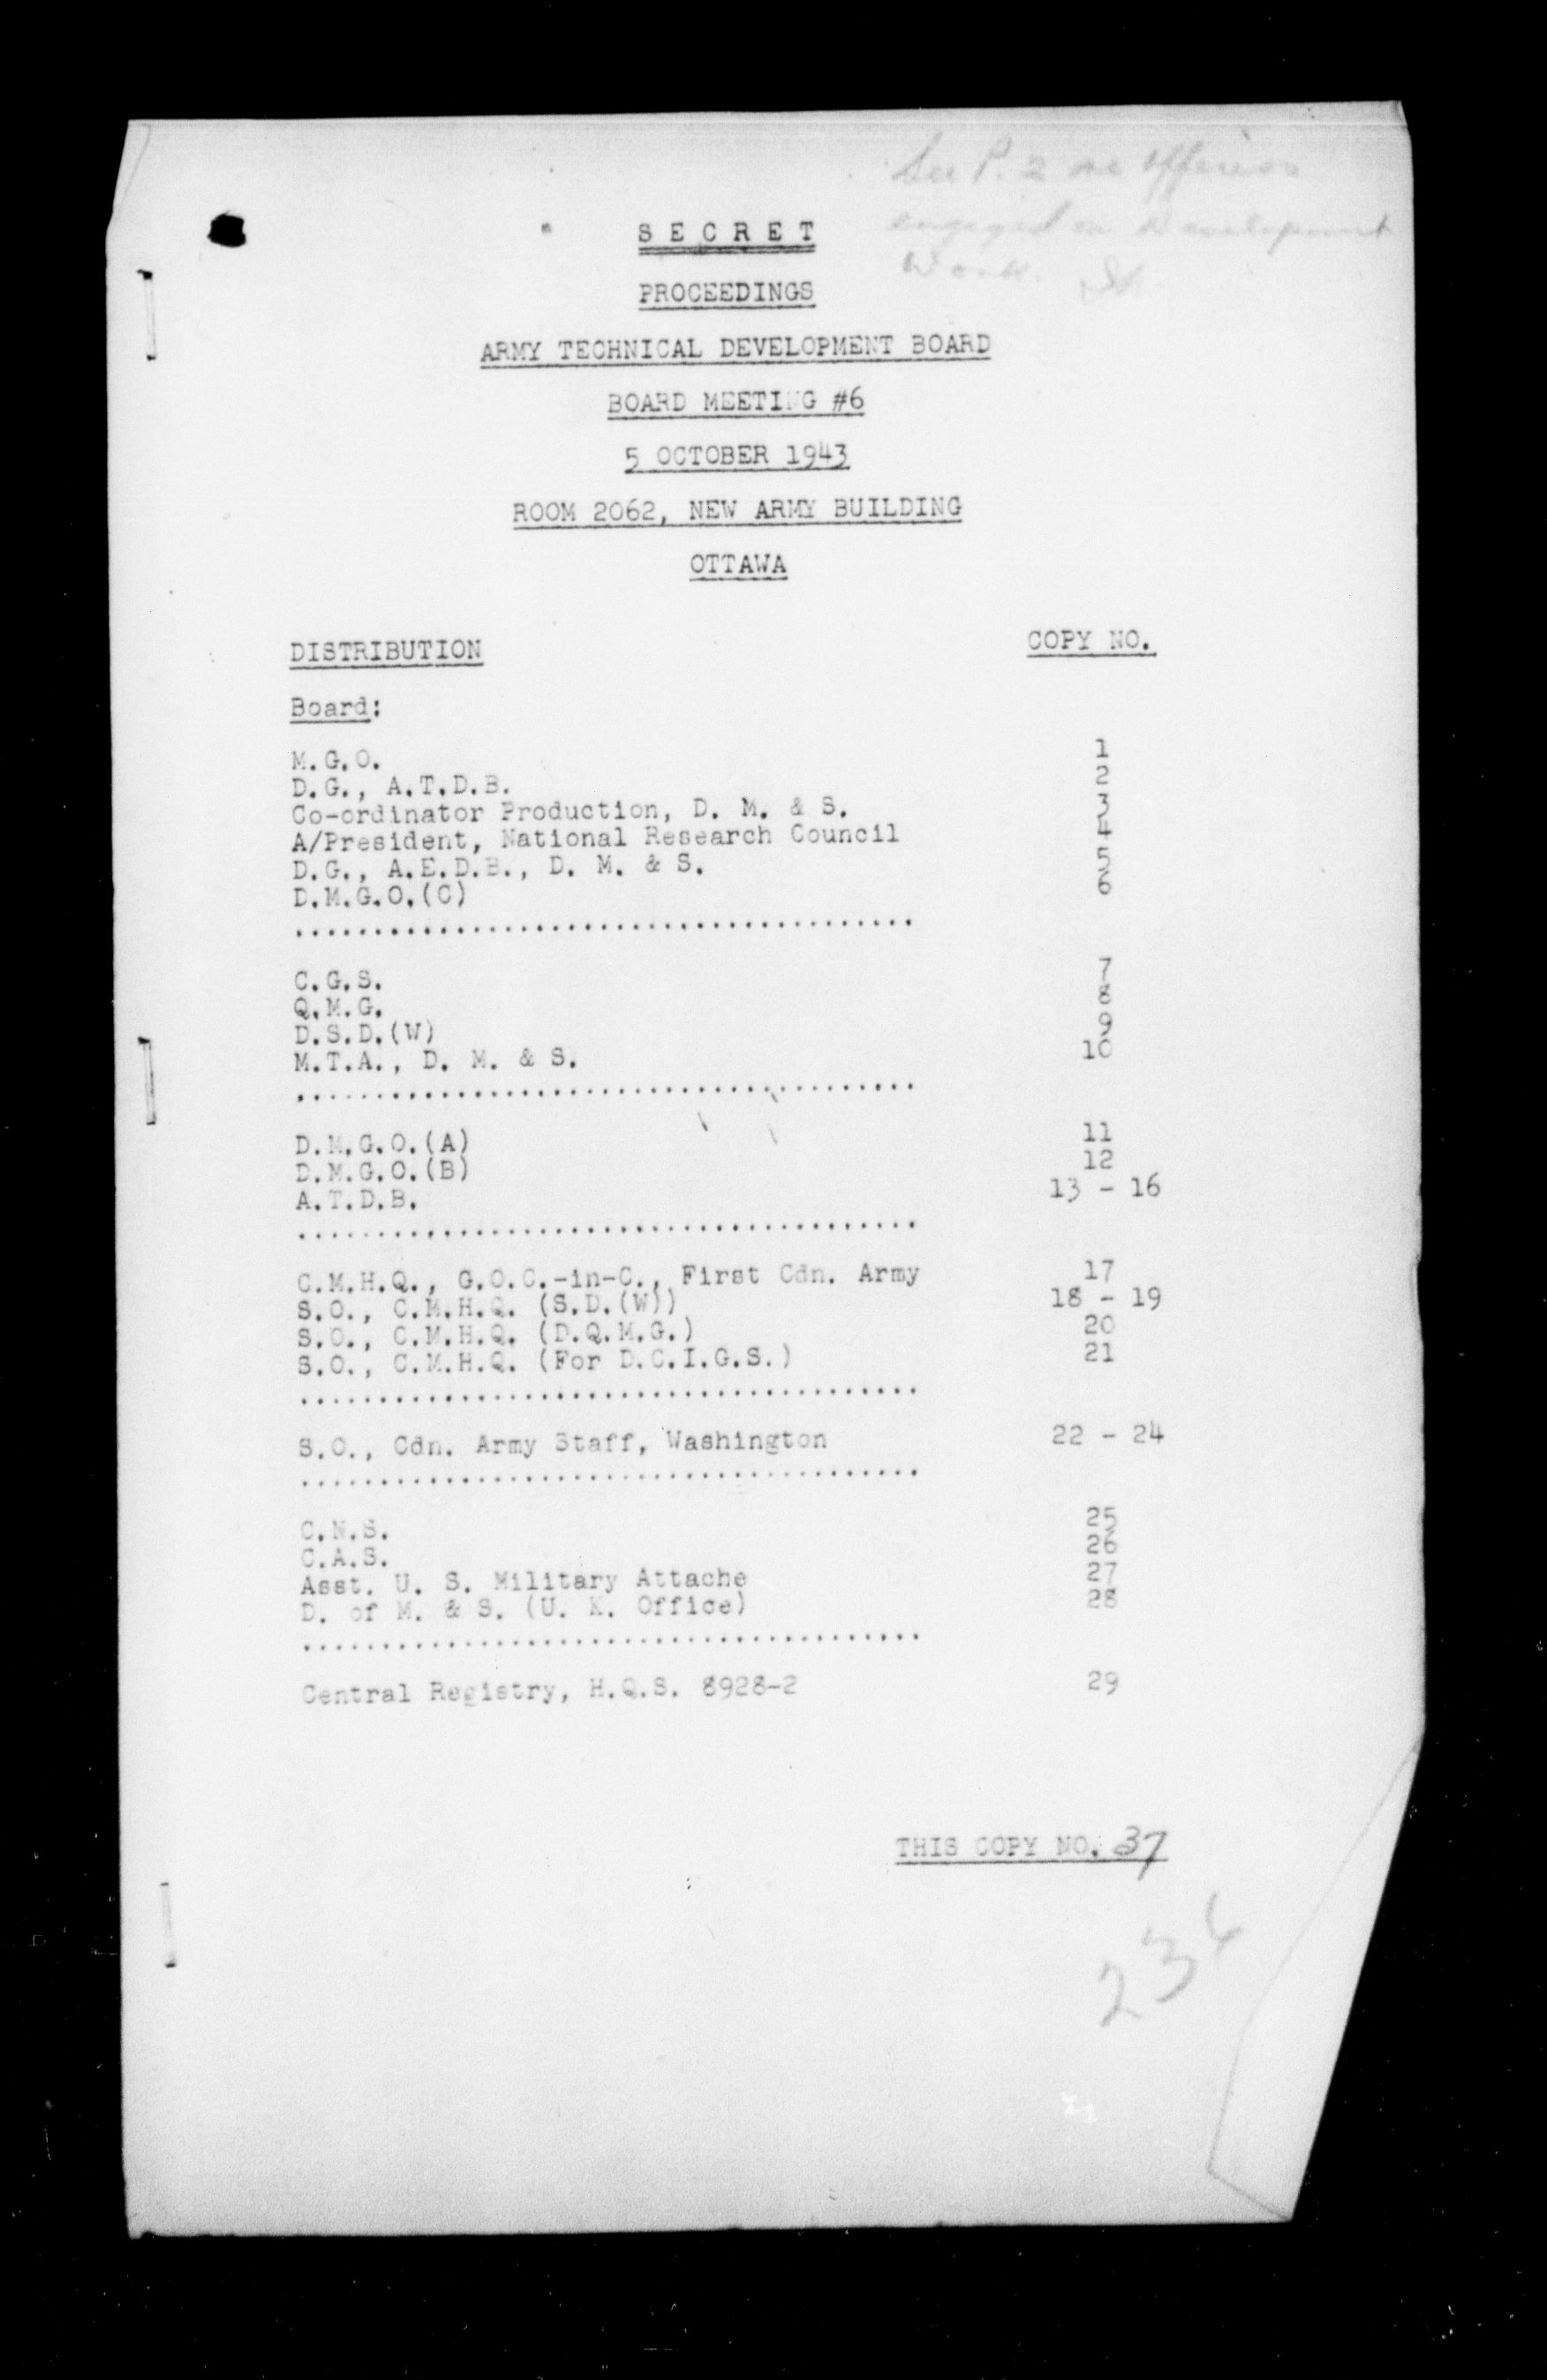 See P. 2 re officers
engaged on Development
Work.
SECRET
PROCEEDINGS
ARMY TECHNICAL DEVELOPMENT BOARD
BOARD MEETING #6
5 OCTOBER 1943
ROOM 2062, NEW ARMY BUILDING
OTTAWA
DISTRIBUTION COPY NO.
Board:
M.G.O. 1
D.G., A.T.D.B. 2
Co-ordinator Production, D. M. & S. 3
A/President, National Research Council 4
D.G., A.E.D.B., D. M. & S. 5
D.M.G.O.(C) 6
........................................
C.G.S. 7
Q.M.G. 8
D.S.D.(W) 9
M.T.A., D. M. & S. 10
........................................
D.M.G.O.(A) 11
D.M.G.O.(B) 12
A.T.D.B. 13 - 16
........................................
C.M.H.Q., G.O.C.-in-C., First Cdn. Army 17
S.O., C.M.H.Q. (S.D.(W)) 18 - 19
S.O., C.M.H.Q. (D.Q.M.G.) 20
S.O., C.M.H.Q. (For D.C.I.G.S.) 21
........................................
S.O., Cdn. Army Staff, Washington 22 - 24
........................................
C.N.S. 25
C.A.S. 26
Asst. U. S. Military Attache 27
D. of M. & S. (U. K. Office) 28
........................................
Central Registry, H.Q.S. 8928-2 29
THIS COPY NO. 37
236